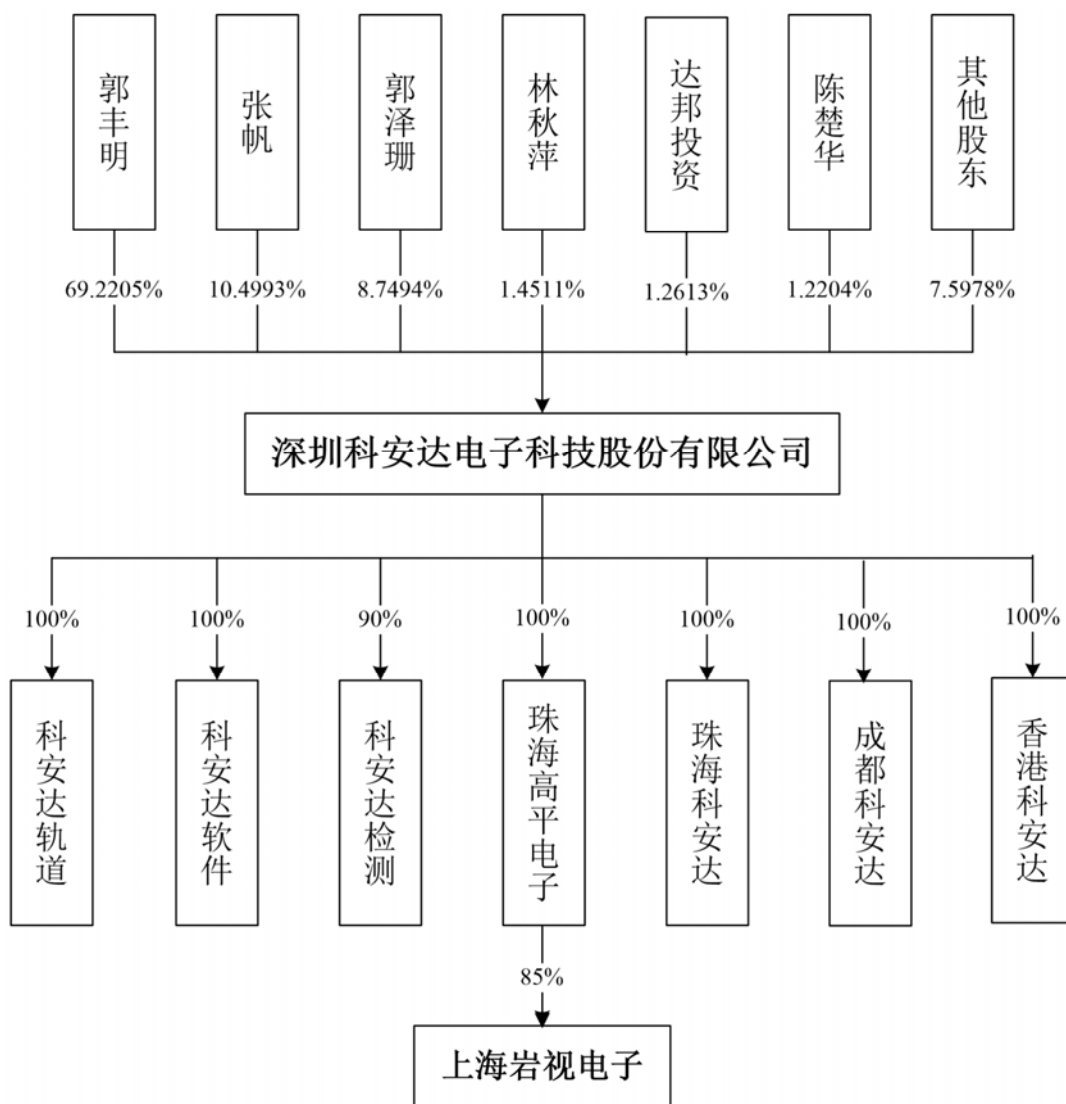 郭丰明
张帆
郭泽珊
林秋萍
达邦投资
陈楚华
其他股东
69.2205%
10.4993%
8.7494%
1.4511%
1.2613%
1.2204%
7.5978%
深圳科安达电子科技股份有限公司
100%
100%
90%
100%
100%
100%
100%
科安达轨道
科安达软件
科安达检测
珠海高平电子
珠海科安达
成都科安达
香港科安达
85%
上海岩视电子